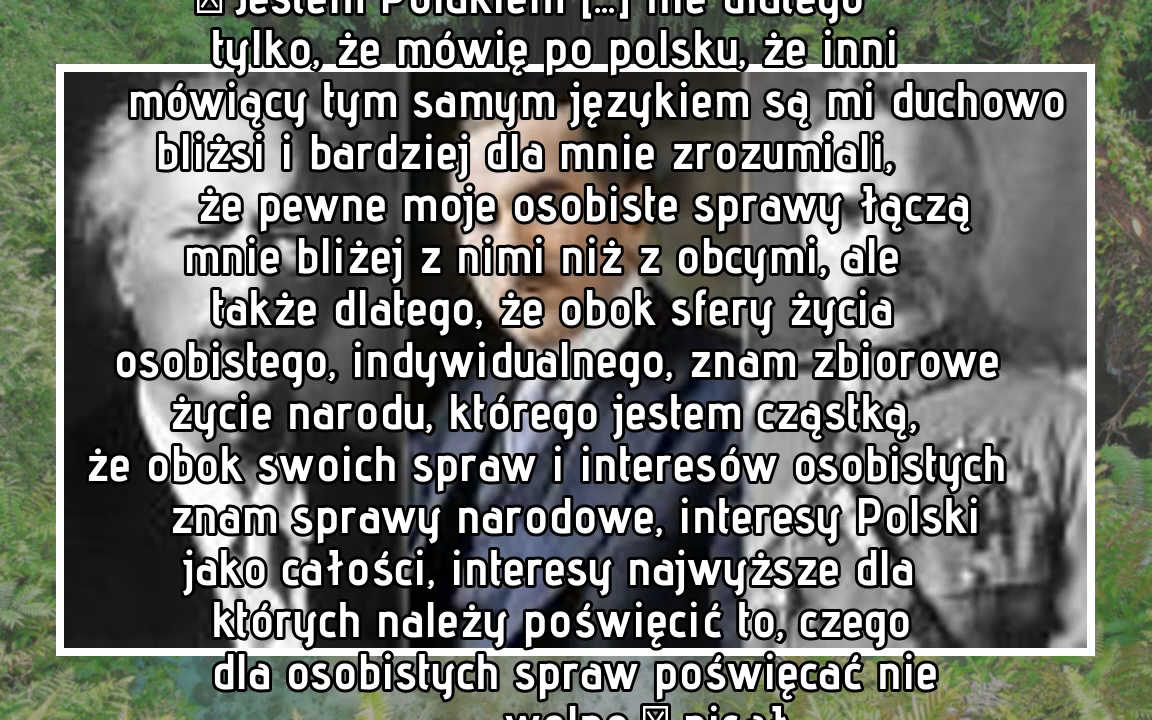 Jestem Polakiem [...] nie dlatego
tylko, że mówię po polsku, że inni
mówiący tym samym językiem są mi duchowo
bliżsi i bardziej dla mnie zrozumiali,
że pewne moje osobiste sprawy łączą
mnie bliżej z nimi niż z obcymi, ale
także dlatego, że obok sfery życia
osobistego, indywidualnego, znam zbiorowe
życie narodu, którego jestem cząstką,
że obok swoich spraw i interesów osobistych
znam sprawy narodowe, interesy Polski
jako całości, interesy najwyższe dla
których należy poświęcić to, czego
dla osobistych spraw poświęcać nie
wolno pisał